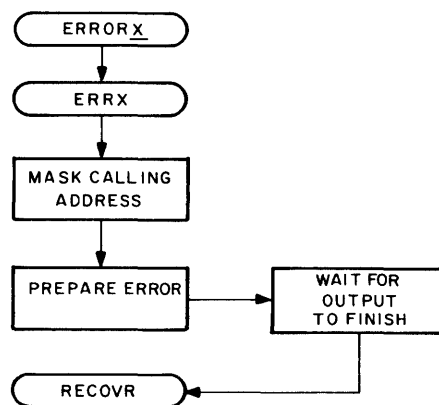 ERRORX
ERRX
MASK CALLING
ADDRESS
PREPARE ERROR
WAIT FOR
OUTPUT
TO FINISH
RECOVR